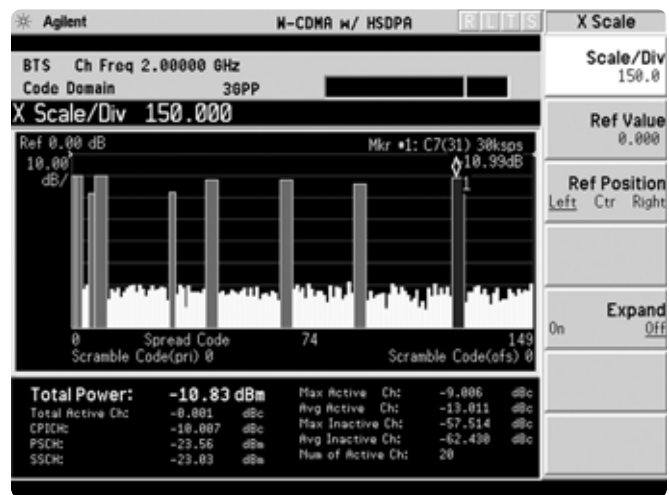 Agilent W-CDMA w/ HSDPA R L T S X Scale
BTS Ch Freq 2.00000 GHz
Code Domain 3GPP
X Scale/Div 150.000
Ref 0.00 dB Mkr 1: C7(31) 30ksps
10.00 -10.99dB
dB/ 1
0 Spread Code 74 149
Scramble Code(pri) 0 Scramble Code(ofs) 0
Total Power: -10.83 dBm
Total Active Ch: -0.001 dBc
CPICH: -10.007 dBc
PSCH: -23.56 dBm
SSCH: -23.03 dBm
Max Active Ch: -9.006 dBc
Avg Active Ch: -13.011 dBc
Max Inactive Ch: -57.514 dBc
Avg Inactive Ch: -62.430 dBc
Num of Active Ch: 20
Scale/Div
150.0
Ref Value
0.000
Ref Position
Left Ctr Right
Expand
On Off